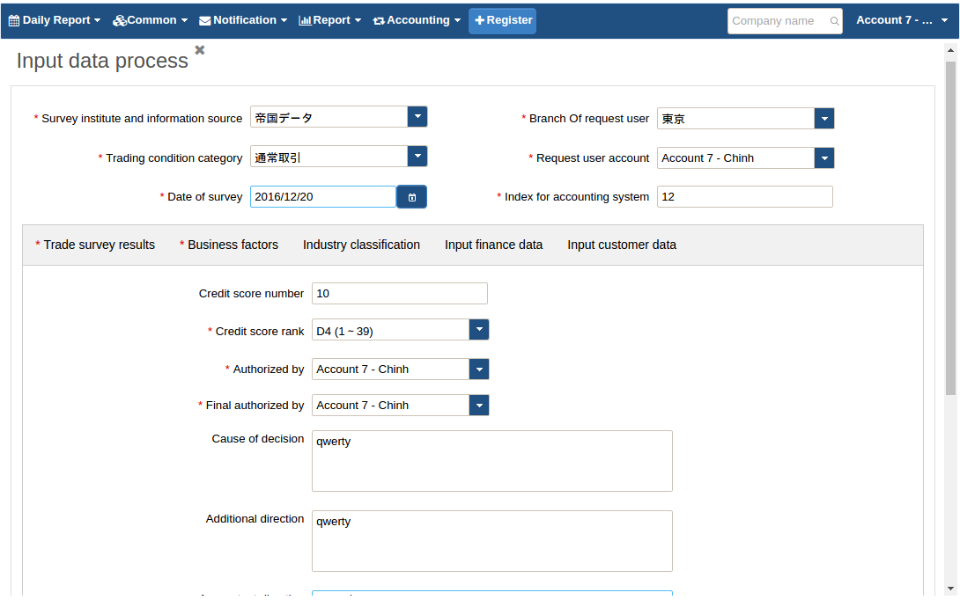 Daily Report Common Notification Report Accounting + Register Company name Account 7 - ...
Input data process
* Survey institute and information source 帝国データ * Branch Of request user 東京
* Trading condition category 通常取引 * Request user account Account 7 - Chinh
* Date of survey 2016/12/20 * Index for accounting system 12
* Trade survey results * Business factors Industry classification Input finance data Input customer data
Credit score number 10
* Credit score rank D4 (1 ~ 39)
* Authorized by Account 7 - Chinh
* Final authorized by Account 7 - Chinh
Cause of decision qwerty
Additional direction qwerty